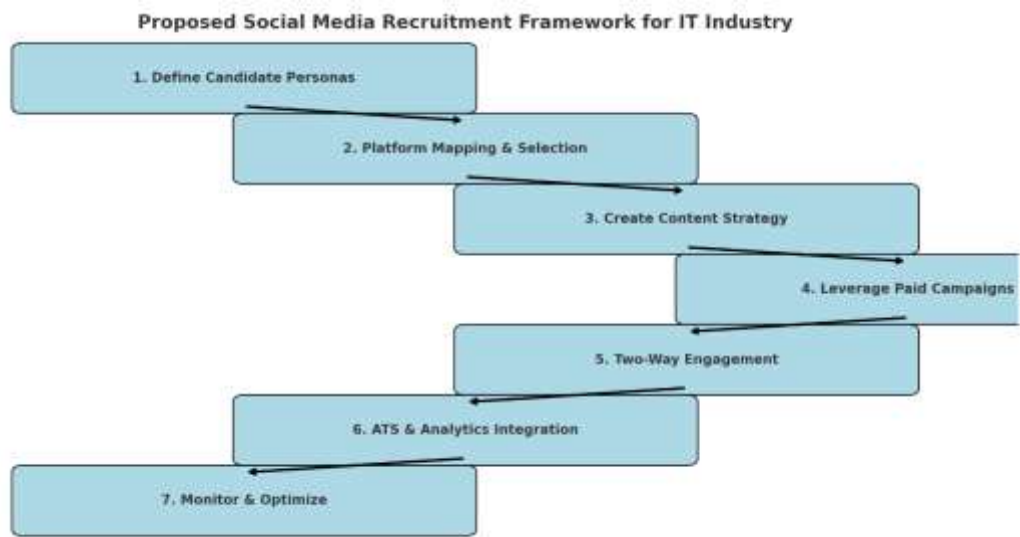 Proposed Social Media Recruitment Framework for IT Industry
1. Define Candidate Personas
2. Platform Mapping & Selection
3. Create Content Strategy
4. Leverage Paid Campaigns
5. Two-Way Engagement
6. ATS & Analytics Integration
7. Monitor & Optimize